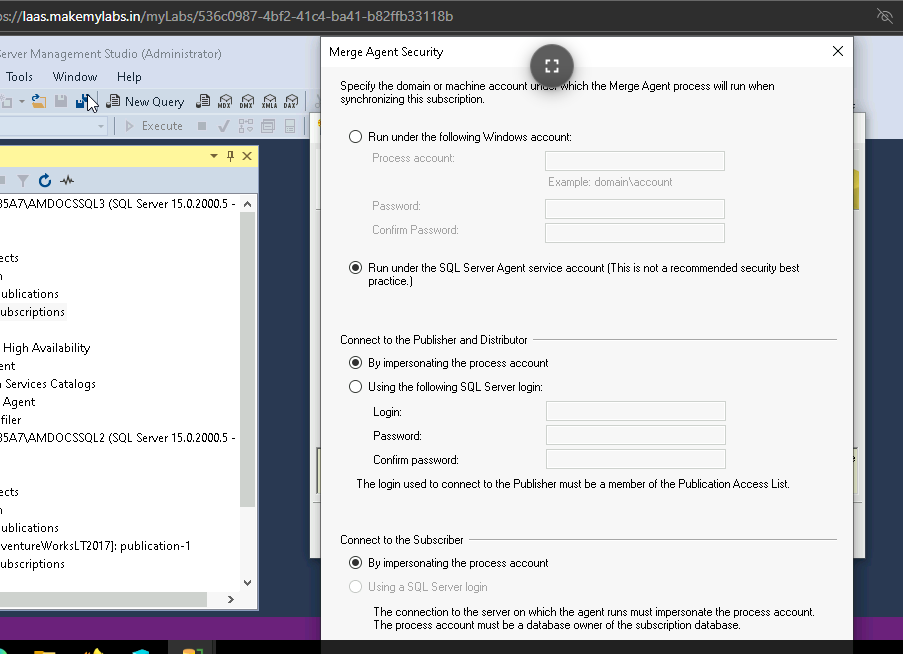 os://laas.makemylabs.in/myLabs/536c0987-4bf2-41c4-ba41-b82ffb33118b
erver Management Studio (Administrator)
Tools Window Help
New Query MDX DMX XMLA DAX
Execute
35A7\AMDOCSSQL3 (SQL Server 15.0.2000.5 -
ects
n
ublications
ubscriptions
High Availability
ent
n Services Catalogs
Agent
filer
35A7\AMDOCSSQL2 (SQL Server 15.0.2000.5 -
ects
n
ublications
ventureWorksLT2017]: publication-1
ubscriptions
Merge Agent Security
Specify the domain or machine account under which the Merge Agent process will run when
synchronizing this subscription.
Run under the following Windows account:
Process account:
Example: domain\account
Password:
Confirm Password:
Run under the SQL Server Agent service account (This is not a recommended security best
practice.)
Connect to the Publisher and Distributor
By impersonating the process account
Using the following SQL Server login:
Login:
Password:
Confirm password:
The login used to connect to the Publisher must be a member of the Publication Access List.
Connect to the Subscriber
By impersonating the process account
Using a SQL Server login
The connection to the server on which the agent runs must impersonate the process account.
The process account must be a database owner of the subscription database.